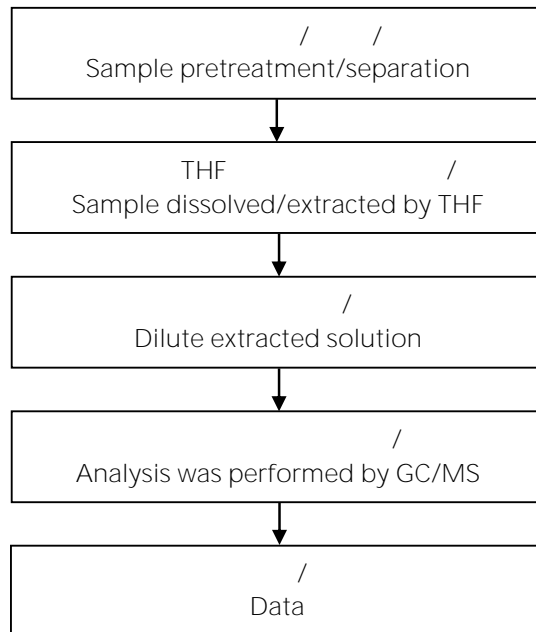 / /
Sample pretreatment/separation
THF /
Sample dissolved/extracted by THF
/
Dilute extracted solution
/
Analysis was performed by GC/MS
/
Data